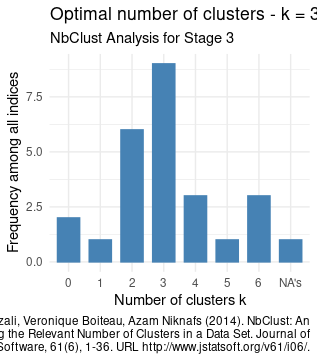 Optimal number of clusters - k = 3
NbClust Analysis for Stage 3
Frequency among all indices
7.5
5.0
2.5
0.0
0 1 2 3 4 5 6 NA's
Number of clusters k
Veronique Boiteau, Azam Niknafs (2014). NbClust: An
the Relevant Number of Clusters in a Data Set. Journal of
Software, 61(6), 1-36. URL http://www.jstatsoft.org/v61/i06/.